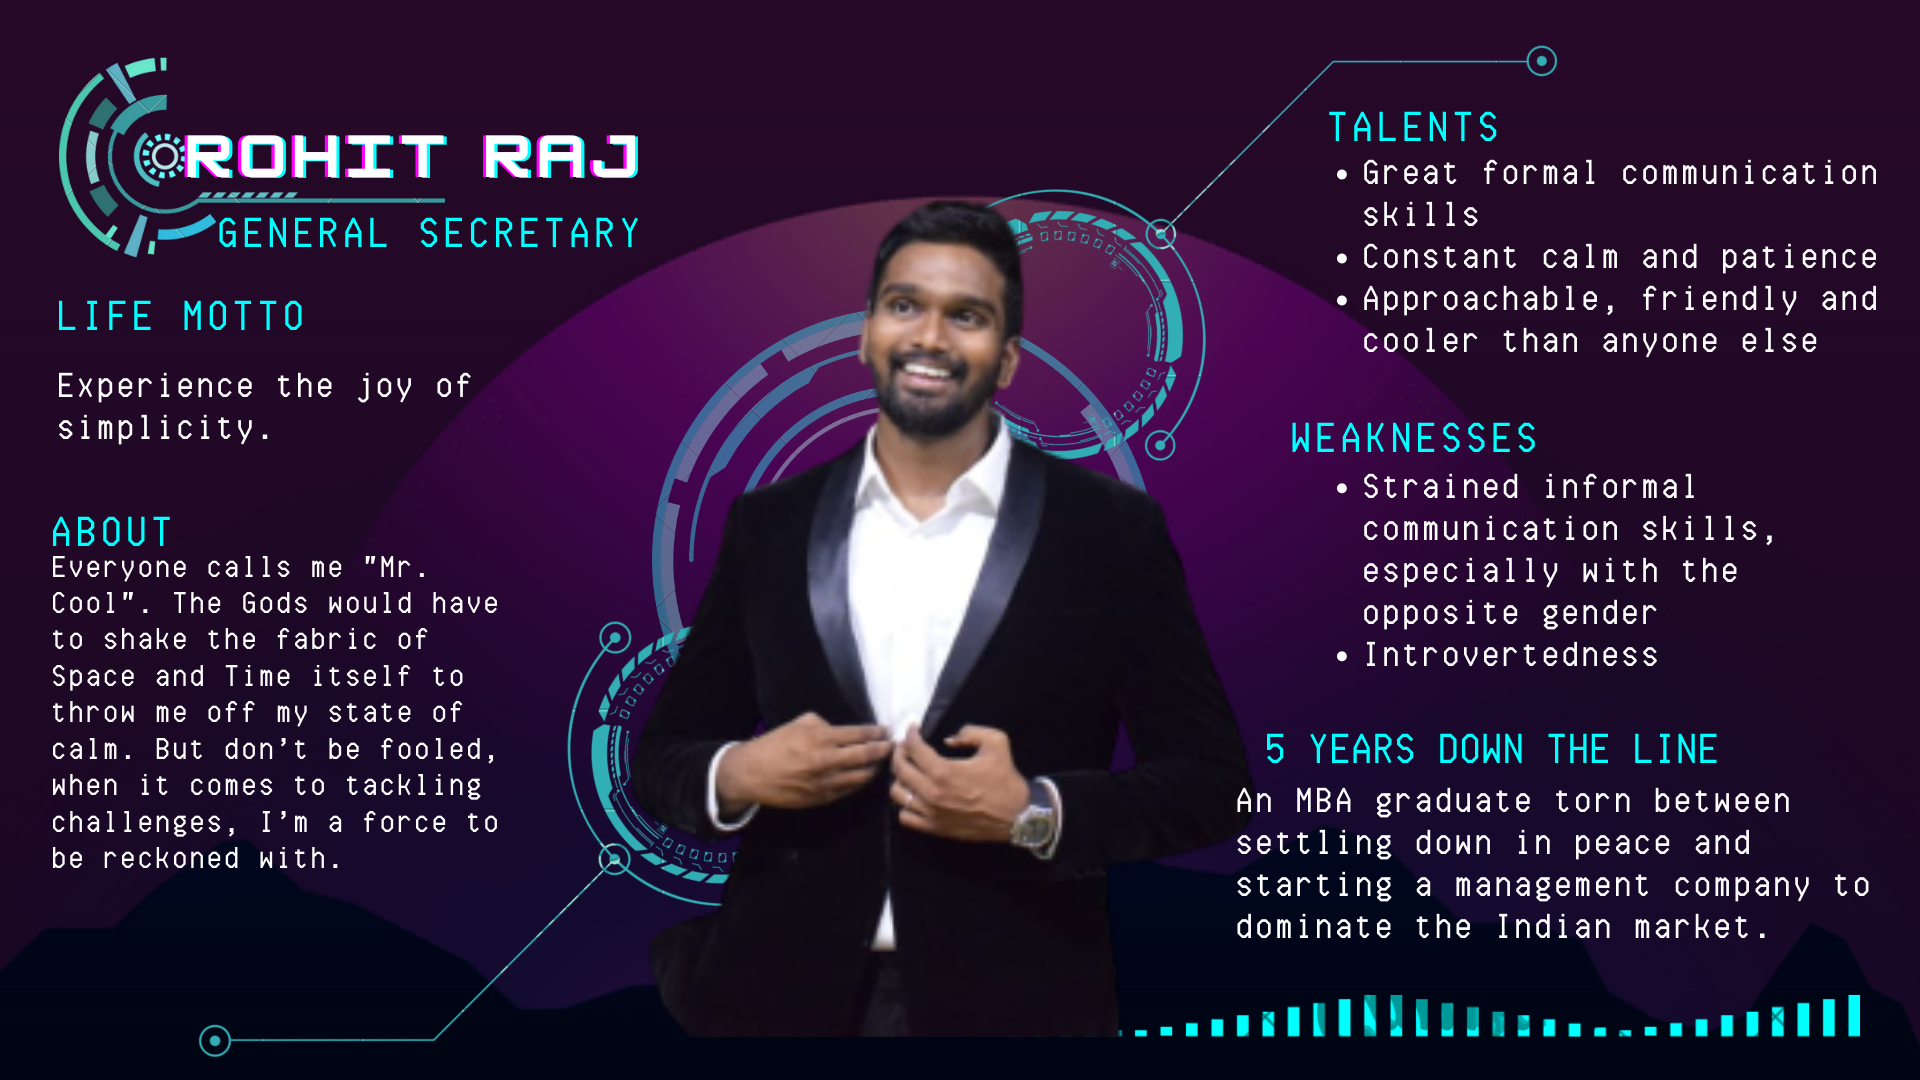 ROHIT RAJ
GENERAL SECRETARY
LIFE MOTTO
Experience the joy of
simplicity.
ABOUT
Everyone calls me "Mr.
Cool". The Gods would have
to shake the fabric of
Space and Time itself to
throw me off my state of
calm. But don't be fooled,
when it comes to tackling
challenges, I'm a force to
be reckoned with.
TALENTS
• Great formal communication
skills
• Constant calm and patience
• Approachable, friendly and
cooler than anyone else
WEAKNESSES
• Strained informal
communication skills,
especially with the
opposite gender
• Introvertedness
5 YEARS DOWN THE LINE
An MBA graduate torn between
settling down in peace and
starting a management company to
dominate the Indian market.